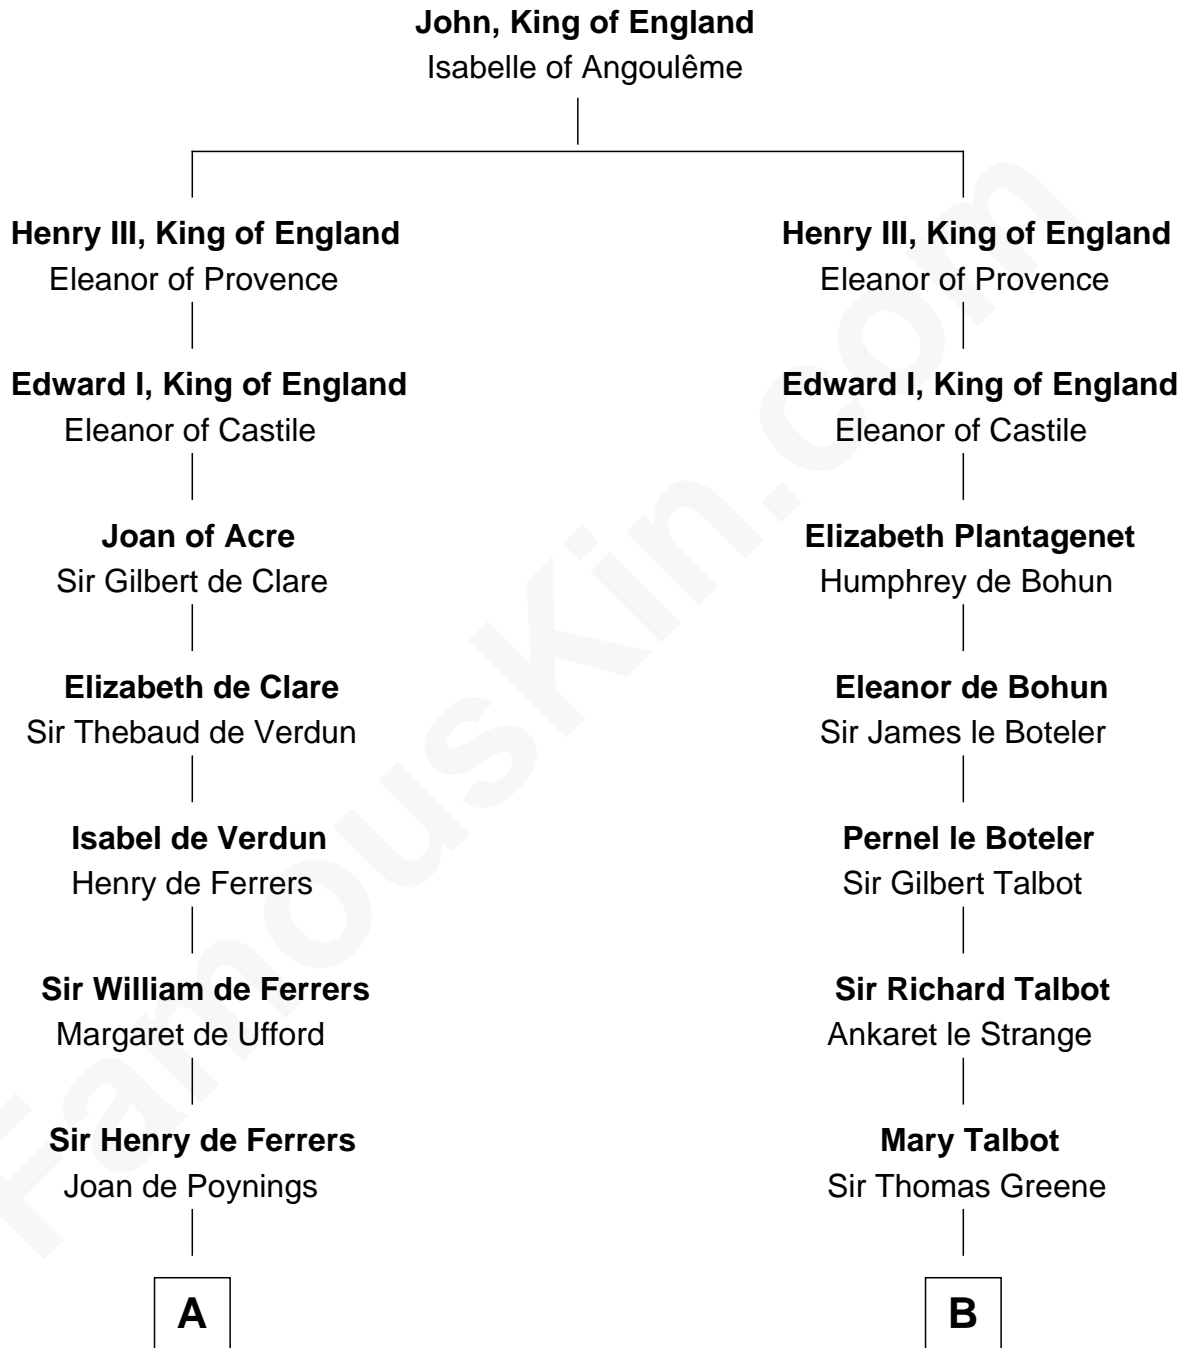 John, King of England
Isabelle of Angoulême
Henry III, King of England
Eleanor of Provence
Edward I, King of England
Eleanor of Castile
Joan of Acre
Sir Gilbert de Clare
Elizabeth de Clare
Sir Thebaud de Verdun
Isabel de Verdun
Henry de Ferrers
Sir William de Ferrers
Margaret de Ufford
Sir Henry de Ferrers
Joan de Poynings
A
Henry III, King of England
Eleanor of Provence
Edward I, King of England
Eleanor of Castile
Elizabeth Plantagenet
Humphrey de Bohun
Eleanor de Bohun
Sir James le Boteler
Pernel le Boteler
Sir Gilbert Talbot
Sir Richard Talbot
Ankaret le Strange
Mary Talbot
Sir Thomas Greene
B
FamousKin.com